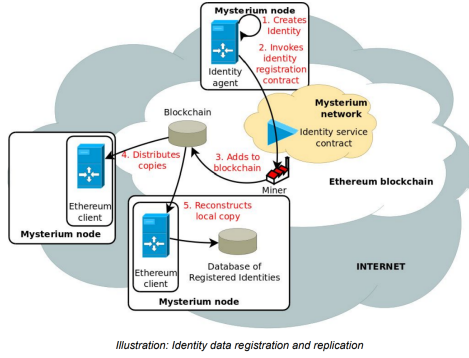 Mysterium node
1. Creates
Identity
2. Invokes
identity
registration
contract
Identity
agent
Mysterium
network
Identity service
contract
Blockchain
3. Adds to
blockchain
Miner
Ethereum blockchain
4. Distributes
copies
Ethereum
client
Mysterium node
5. Reconstructs
local copy
Ethereum
client
Database of
Registered Identities
Mysterium node
INTERNET
Illustration: Identity data registration and replication